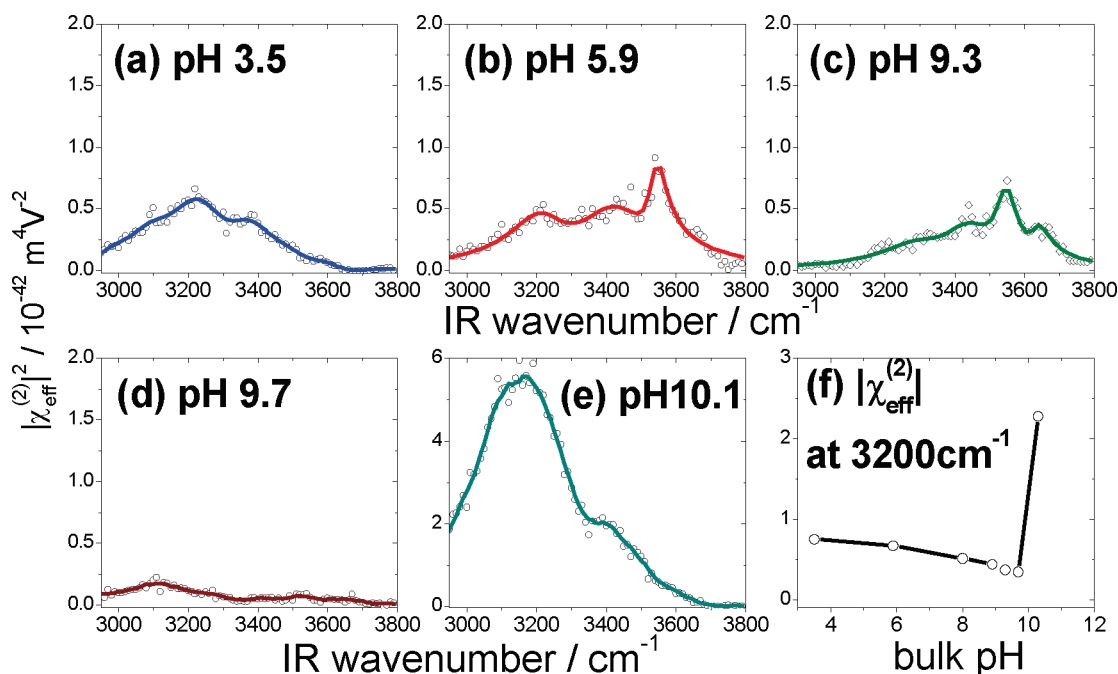 (a) pH 3.5
(b) pH 5.9
(c) pH 9.3
2.0
1.5
1.0
0.5
0.0
3000 3200 3400 3600 3800
2.0
1.5
1.0
0.5
0.0
3000 3200 3400 3600 3800
2.0
1.5
1.0
0.5
0.0
3000 3200 3400 3600 3800
IR wavenumber / cm⁻¹
|χ_eff^(2)|² / 10⁻⁴² m⁴V⁻²
(d) pH 9.7
2.0
1.5
1.0
0.5
0.0
3000 3200 3400 3600 3800
(e) pH10.1
6
4
2
0
3000 3200 3400 3600 3800
IR wavenumber / cm⁻¹
(f) |χ_eff^(2)|
at 3200cm⁻¹
3
2
1
0
4 6 8 10 12
bulk pH